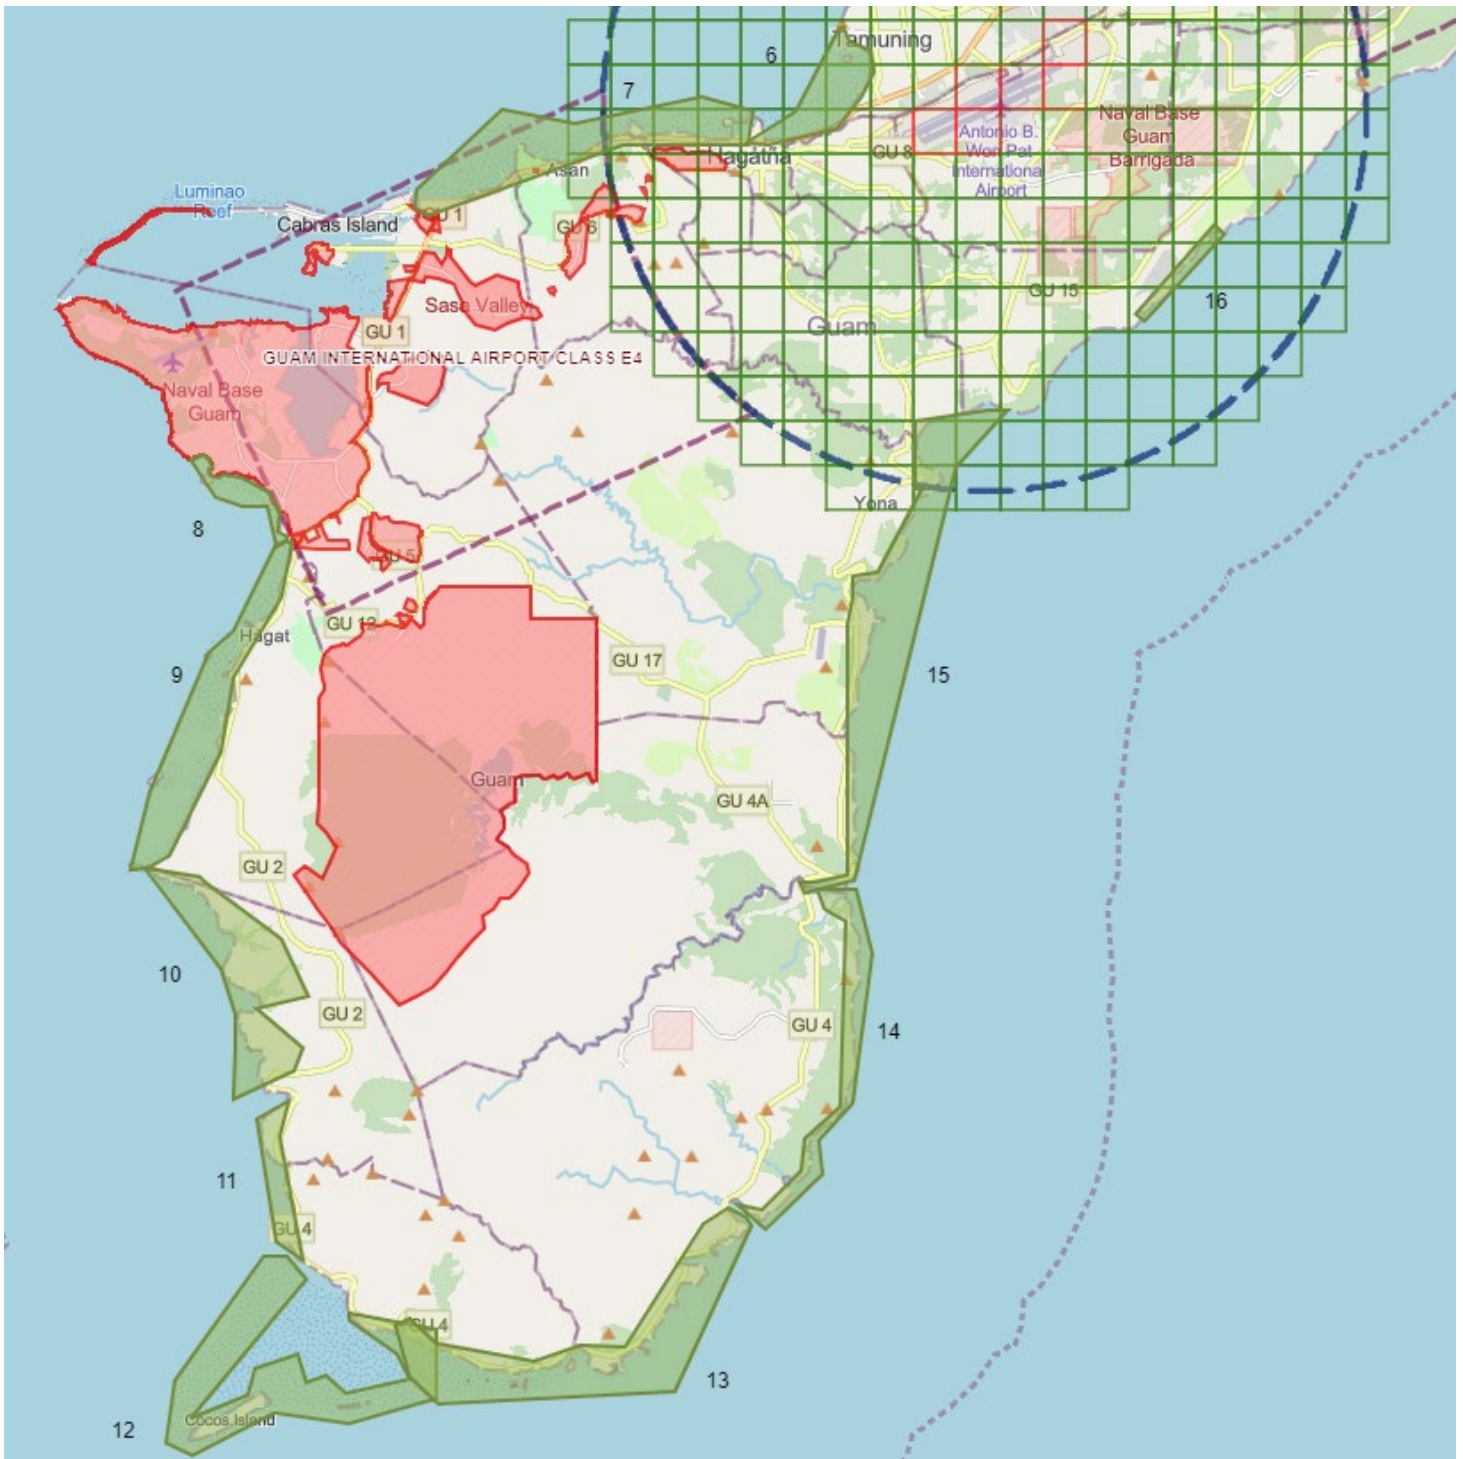 6
Tamuning
7
Naval Base
Guam
Barrigada
Antonio B.
Won Pat
Internationa
Airport
GU 8
Hagåtña
Asan
Luminao
Reef
GU 1
Cabras Island
GU 6
GU 15
16
Sasa Valley
Guam
GU 1
GUAM INTERNATIONAL AIRPORT CLASS E4
Naval Base
Guam
Yona
8
GU 5
GU 12
Hagat
GU 17
9
15
Guam
GU 4A
GU 2
10
GU 2
GU 4
14
11
GU 4
GU 4
13
Cocos Island
12